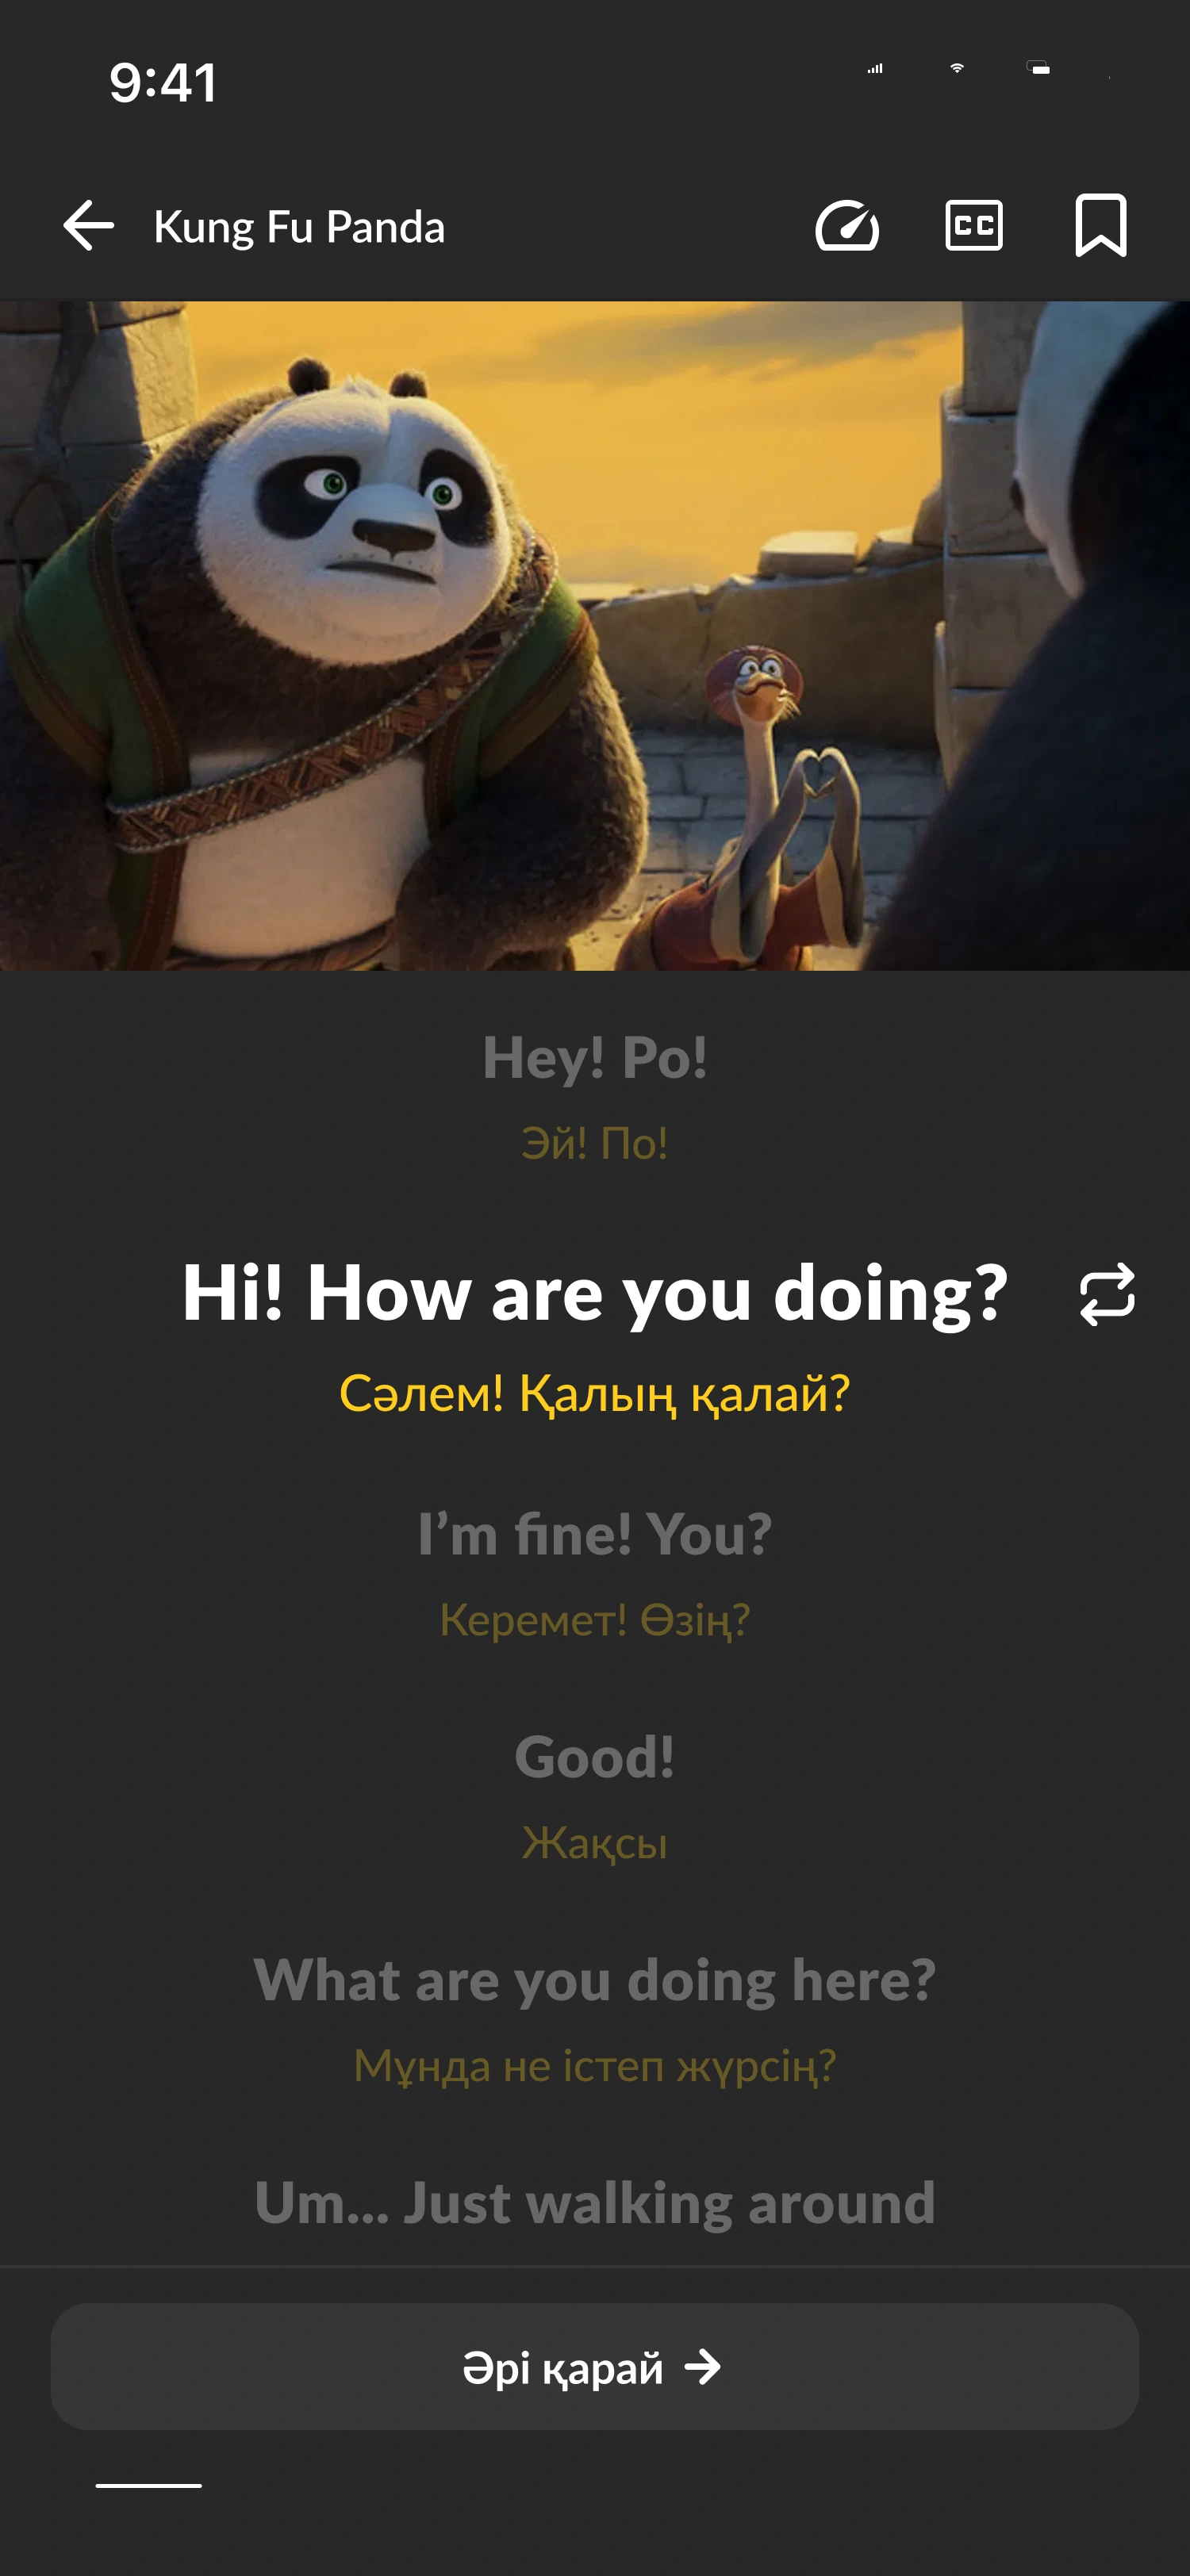 9:41
Kung Fu Panda
CC
Hey! Po!
Эй! По!
Hi! How are you doing?
Сәлем! Қалың қалай?
I’m fine! You?
Керемет! Өзің?
Good!
Жақсы
What are you doing here?
Мұнда не істеп жүрсің?
Um... Just walking around
Әрі қарай →